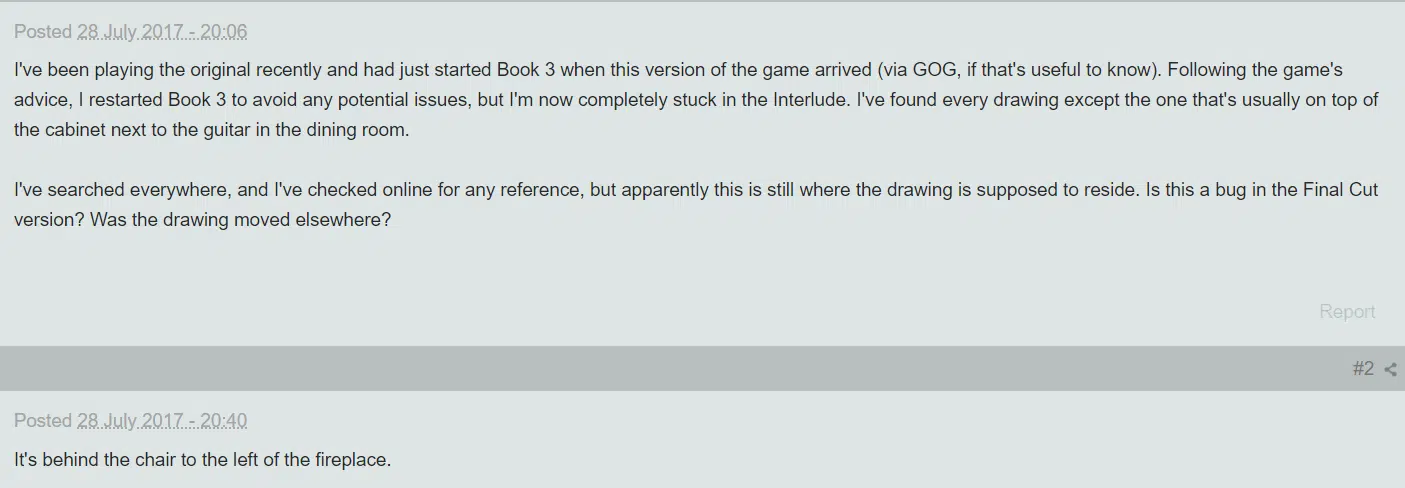 Posted 28 July 2017 - 20:06
I've been playing the original recently and had just started Book 3 when this version of the game arrived (via GOG, if that's useful to know). Following the game's
advice, I restarted Book 3 to avoid any potential issues, but I'm now completely stuck in the Interlude. I've found every drawing except the one that's usually on top of
the cabinet next to the guitar in the dining room.
I've searched everywhere, and I've checked online for any reference, but apparently this is still where the drawing is supposed to reside. Is this a bug in the Final Cut
version? Was the drawing moved elsewhere?
Report
#2
Posted 28 July 2017 - 20:40
It's behind the chair to the left of the fireplace.